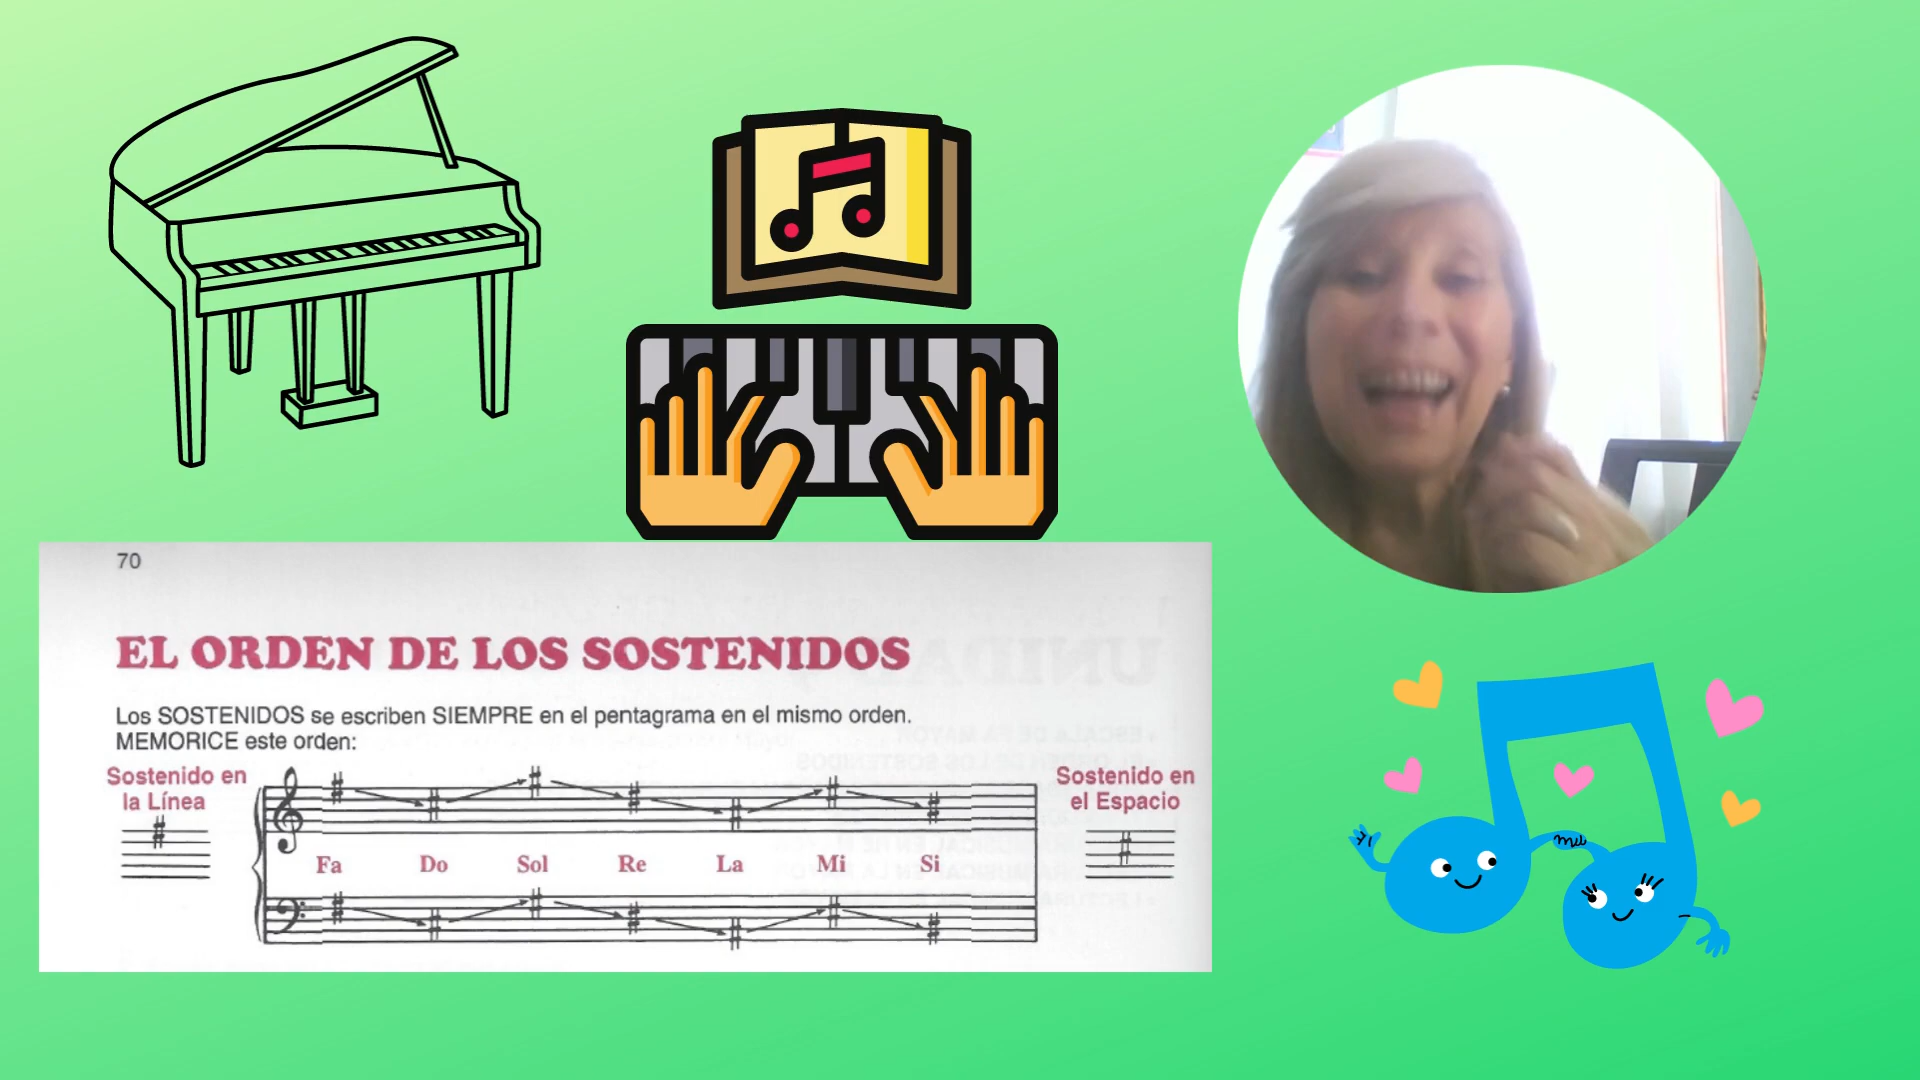 70
EL ORDEN DE LOS SOSTENIDOS
Los SOSTENIDOS se escriben SIEMPRE en el pentagrama en el mismo orden.
MEMORICE este orden:
Sostenido en
la Línea
Sostenido en
el Espacio
Fa Do Sol Re La Mi Si